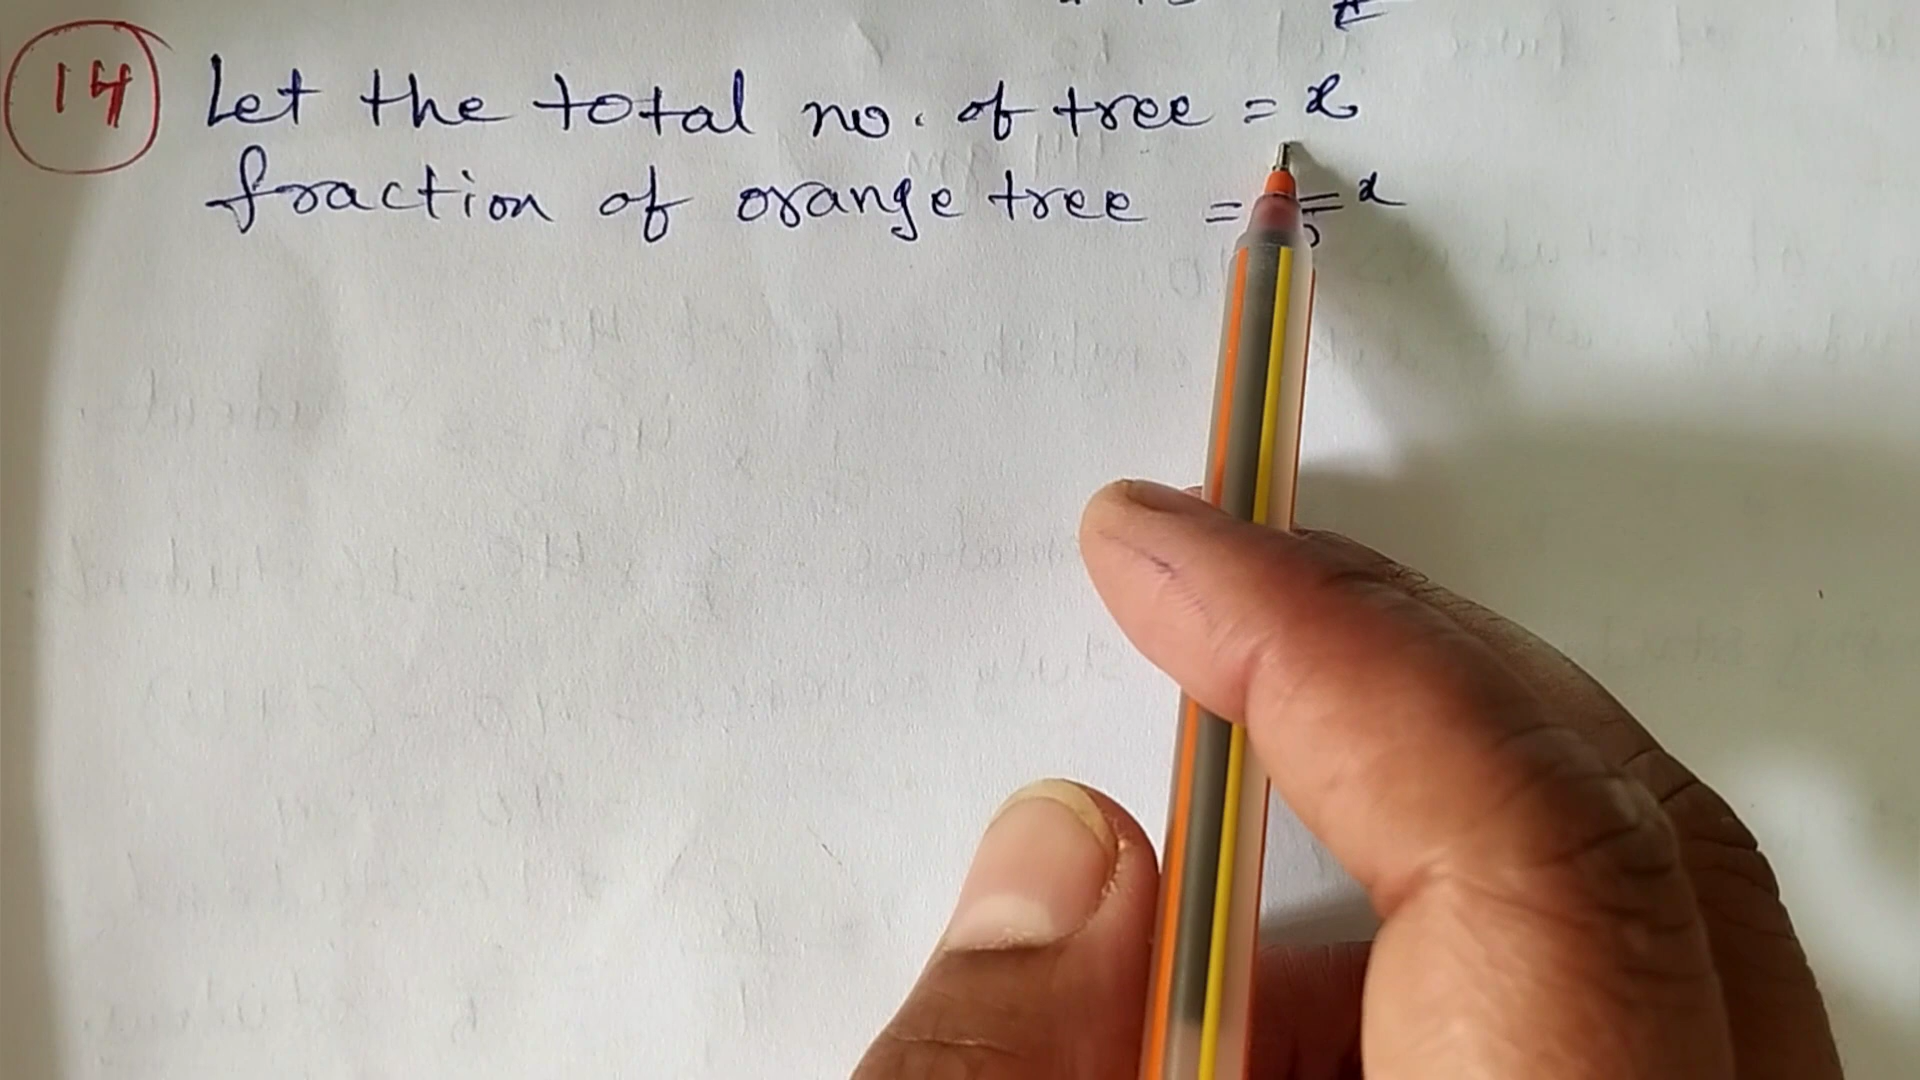 14 Let the total no. of tree = x
fraction of orange tree = x